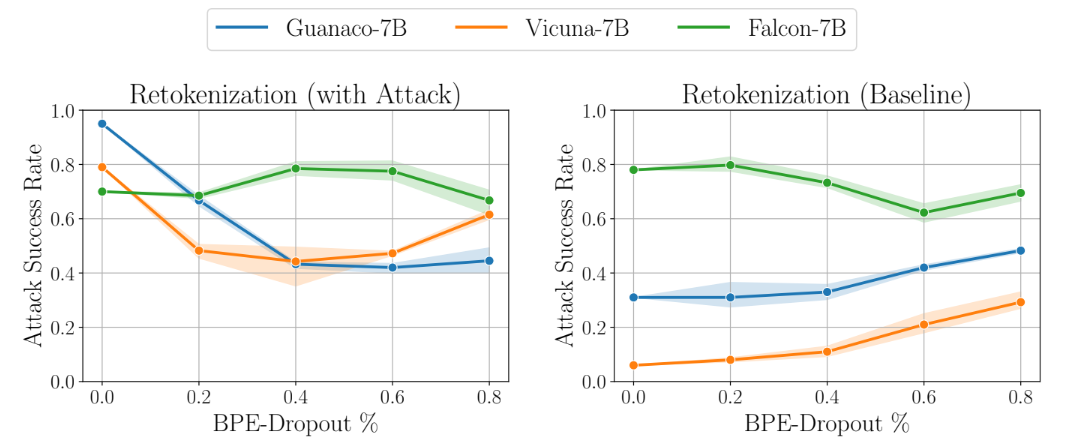 Guanaco-7B Vicuna-7B Falcon-7B
Retokenization (with Attack)
Attack Success Rate
1.0
0.8
0.6
0.4
0.2
0.0
0.0 0.2 0.4 0.6 0.8
BPE-Dropout %
Retokenization (Baseline)
Attack Success Rate
1.0
0.8
0.6
0.4
0.2
0.0
0.0 0.2 0.4 0.6 0.8
BPE-Dropout %